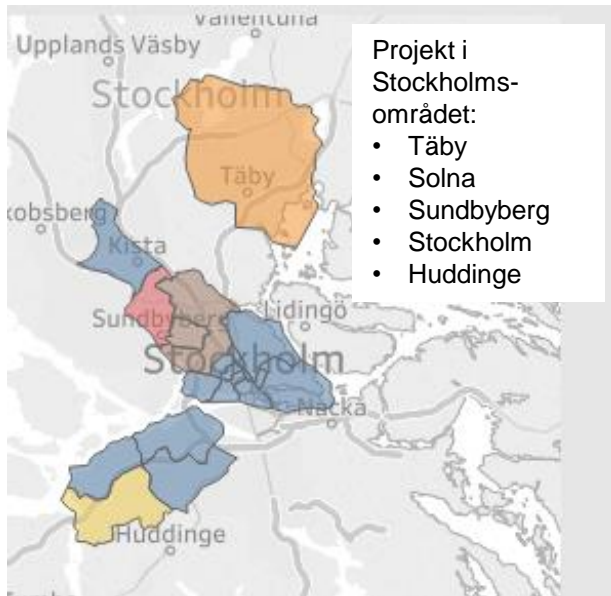 Vallentuna
Upplands Väsby
Stockholm
Täby
Kista
Sundbyberg
Lidingö
Stockholm
Nacka
Huddinge
Projekt i
Stockholms-
området:
• Täby
• Solna
• Sundbyberg
• Stockholm
• Huddinge